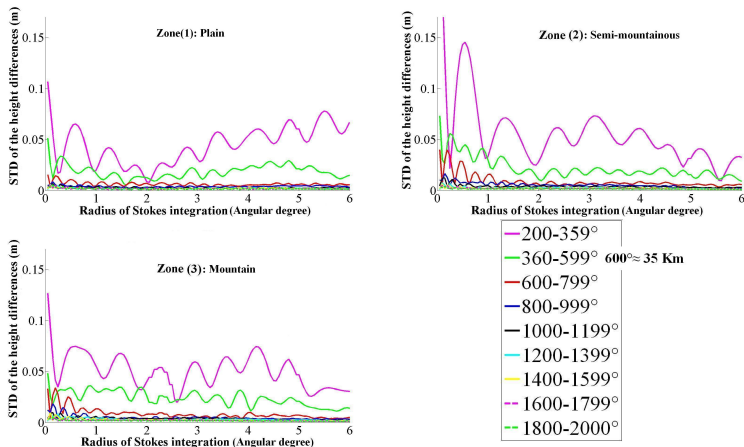 STD of the height differences (m)
0.15
0.1
0.05
0
Zone(1): Plain
0 1 2 3 4 5 6
Radius of Stokes integration (Angular degree)
STD of the height differences (m)
0.15
0.1
0.05
0
Zone (2): Semi-mountainous
0 1 2 3 4 5 6
Radius of Stokes integration (Angular degree)
STD of the height differences (m)
0.15
0.1
0.05
0
Zone (3): Mountain
0 1 2 3 4 5 6
Radius of Stokes integration (Angular degree)
200-359°
360-599° 600°≈ 35 Km
600-799°
800-999°
1000-1199°
1200-1399°
1400-1599°
1600-1799°
1800-2000°